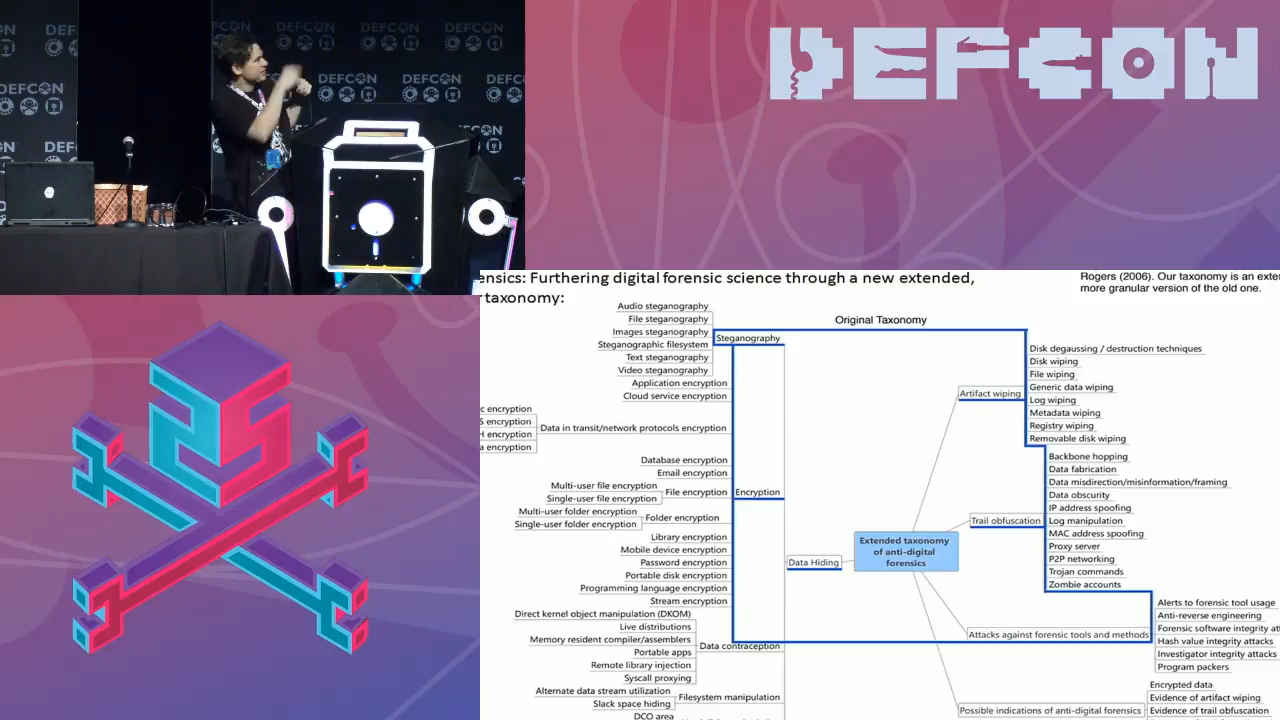 DEFCON
DEFCON
DEFCON
DEFCON
DEFCON
ensics: Furthering digital forensic science through a new extended,
taxonomy:
Rogers (2006). Our taxonomy is an exte
more granular version of the old one.
Original Taxonomy
Audio steganography
File steganography
Images steganography
Steganographic filesystem
Text steganography
Video steganography
Steganography
Application encryption
Cloud service encryption
c encryption
S encryption
H encryption
a encryption
Data in transit/network protocols encryption
Database encryption
Email encryption
Multi-user file encryption
Single-user file encryption
File encryption
Encryption
Multi-user folder encryption
Single-user folder encryption
Folder encryption
Library encryption
Mobile device encryption
Password encryption
Portable disk encryption
Programming language encryption
Stream encryption
Data Hiding
Direct kernel object manipulation (DKOM)
Live distributions
Memory resident compiler/assemblers
Portable apps
Remote library injection
Syscall proxying
Data contraception
Alternate data stream utilization
Slack space hiding
Filesystem manipulation
DCO area
Extended taxonomy
of anti-digital
forensics
Artifact wiping
Disk degaussing / destruction techniques
Disk wiping
File wiping
Generic data wiping
Log wiping
Metadata wiping
Registry wiping
Removable disk wiping
Trail obfuscation
Backbone hopping
Data fabrication
Data misdirection/misinformation/framing
Data obscurity
IP address spoofing
Log manipulation
MAC address spoofing
Proxy server
P2P networking
Trojan commands
Zombie accounts
Attacks against forensic tools and methods
Alerts to forensic tool usage
Anti-reverse engineering
Forensic software integrity att
Hash value integrity attacks
Investigator integrity attacks
Program packers
Possible indications of anti-digital forensics
Encrypted data
Evidence of artifact wiping
Evidence of trail obfuscation